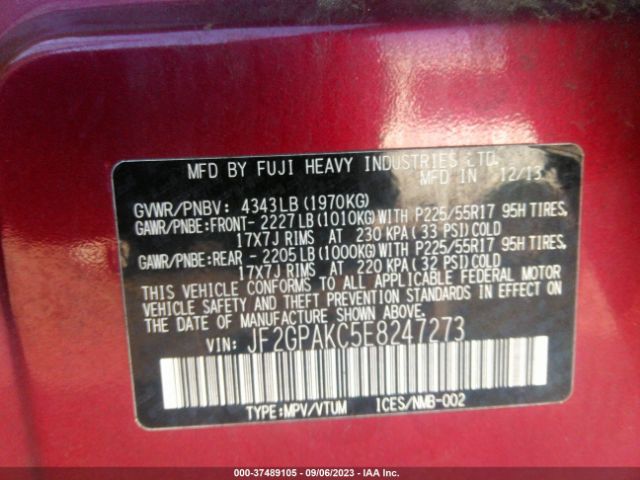 MFD BY FUJI HEAVY INDUSTRIES LTD.
MFD IN 12/13
GVWR/PNBV: 4343LB(1970KG)
GAWR/PNBE:FRONT- 2227LB(1010KG)WITH P225/55R17 95H TIRES,
17X7J RIMS AT 230 KPA(33 PSI)COLD
GAWR/PNBE:REAR - 2205LB(1000KG)WITH P225/55R17 95H TIRES,
17X7J RIMS AT 220 KPA(32 PSI)COLD
THIS VEHICLE CONFORMS TO ALL APPLICABLE FEDERAL MOTOR
VEHICLE SAFETY AND THEFT PREVENTION STANDARDS IN EFFECT
ON THE DATE OF MANUFACTURE SHOWN ABOVE.
VIN: JF2GPAKC5E8247273
TYPE:MPV/VTUM ICES/NMB-002
000-37489105 - 09/06/2023 - IAA Inc.